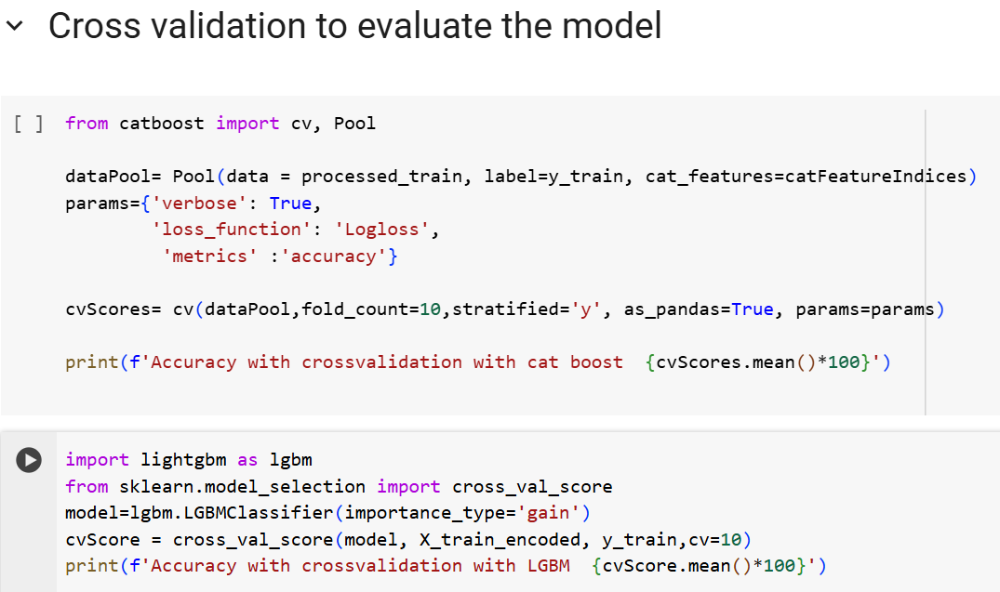 Cross validation to evaluate the model
[ ] from catboost import cv, Pool
dataPool= Pool(data = processed_train, label=y_train, cat_features=catFeatureIndices)
params={'verbose': True,
'loss_function': 'Logloss',
'metrics' :'accuracy'}
cvScores= cv(dataPool,fold_count=10,stratified='y', as_pandas=True, params=params)
print(f'Accuracy with crossvalidation with cat boost  {cvScores.mean()*100}')
import lightgbm as lgbm
from sklearn.model_selection import cross_val_score
model=lgbm.LGBMClassifier(importance_type='gain')
cvScore = cross_val_score(model, X_train_encoded, y_train,cv=10)
print(f'Accuracy with crossvalidation with LGBM  {cvScore.mean()*100}')